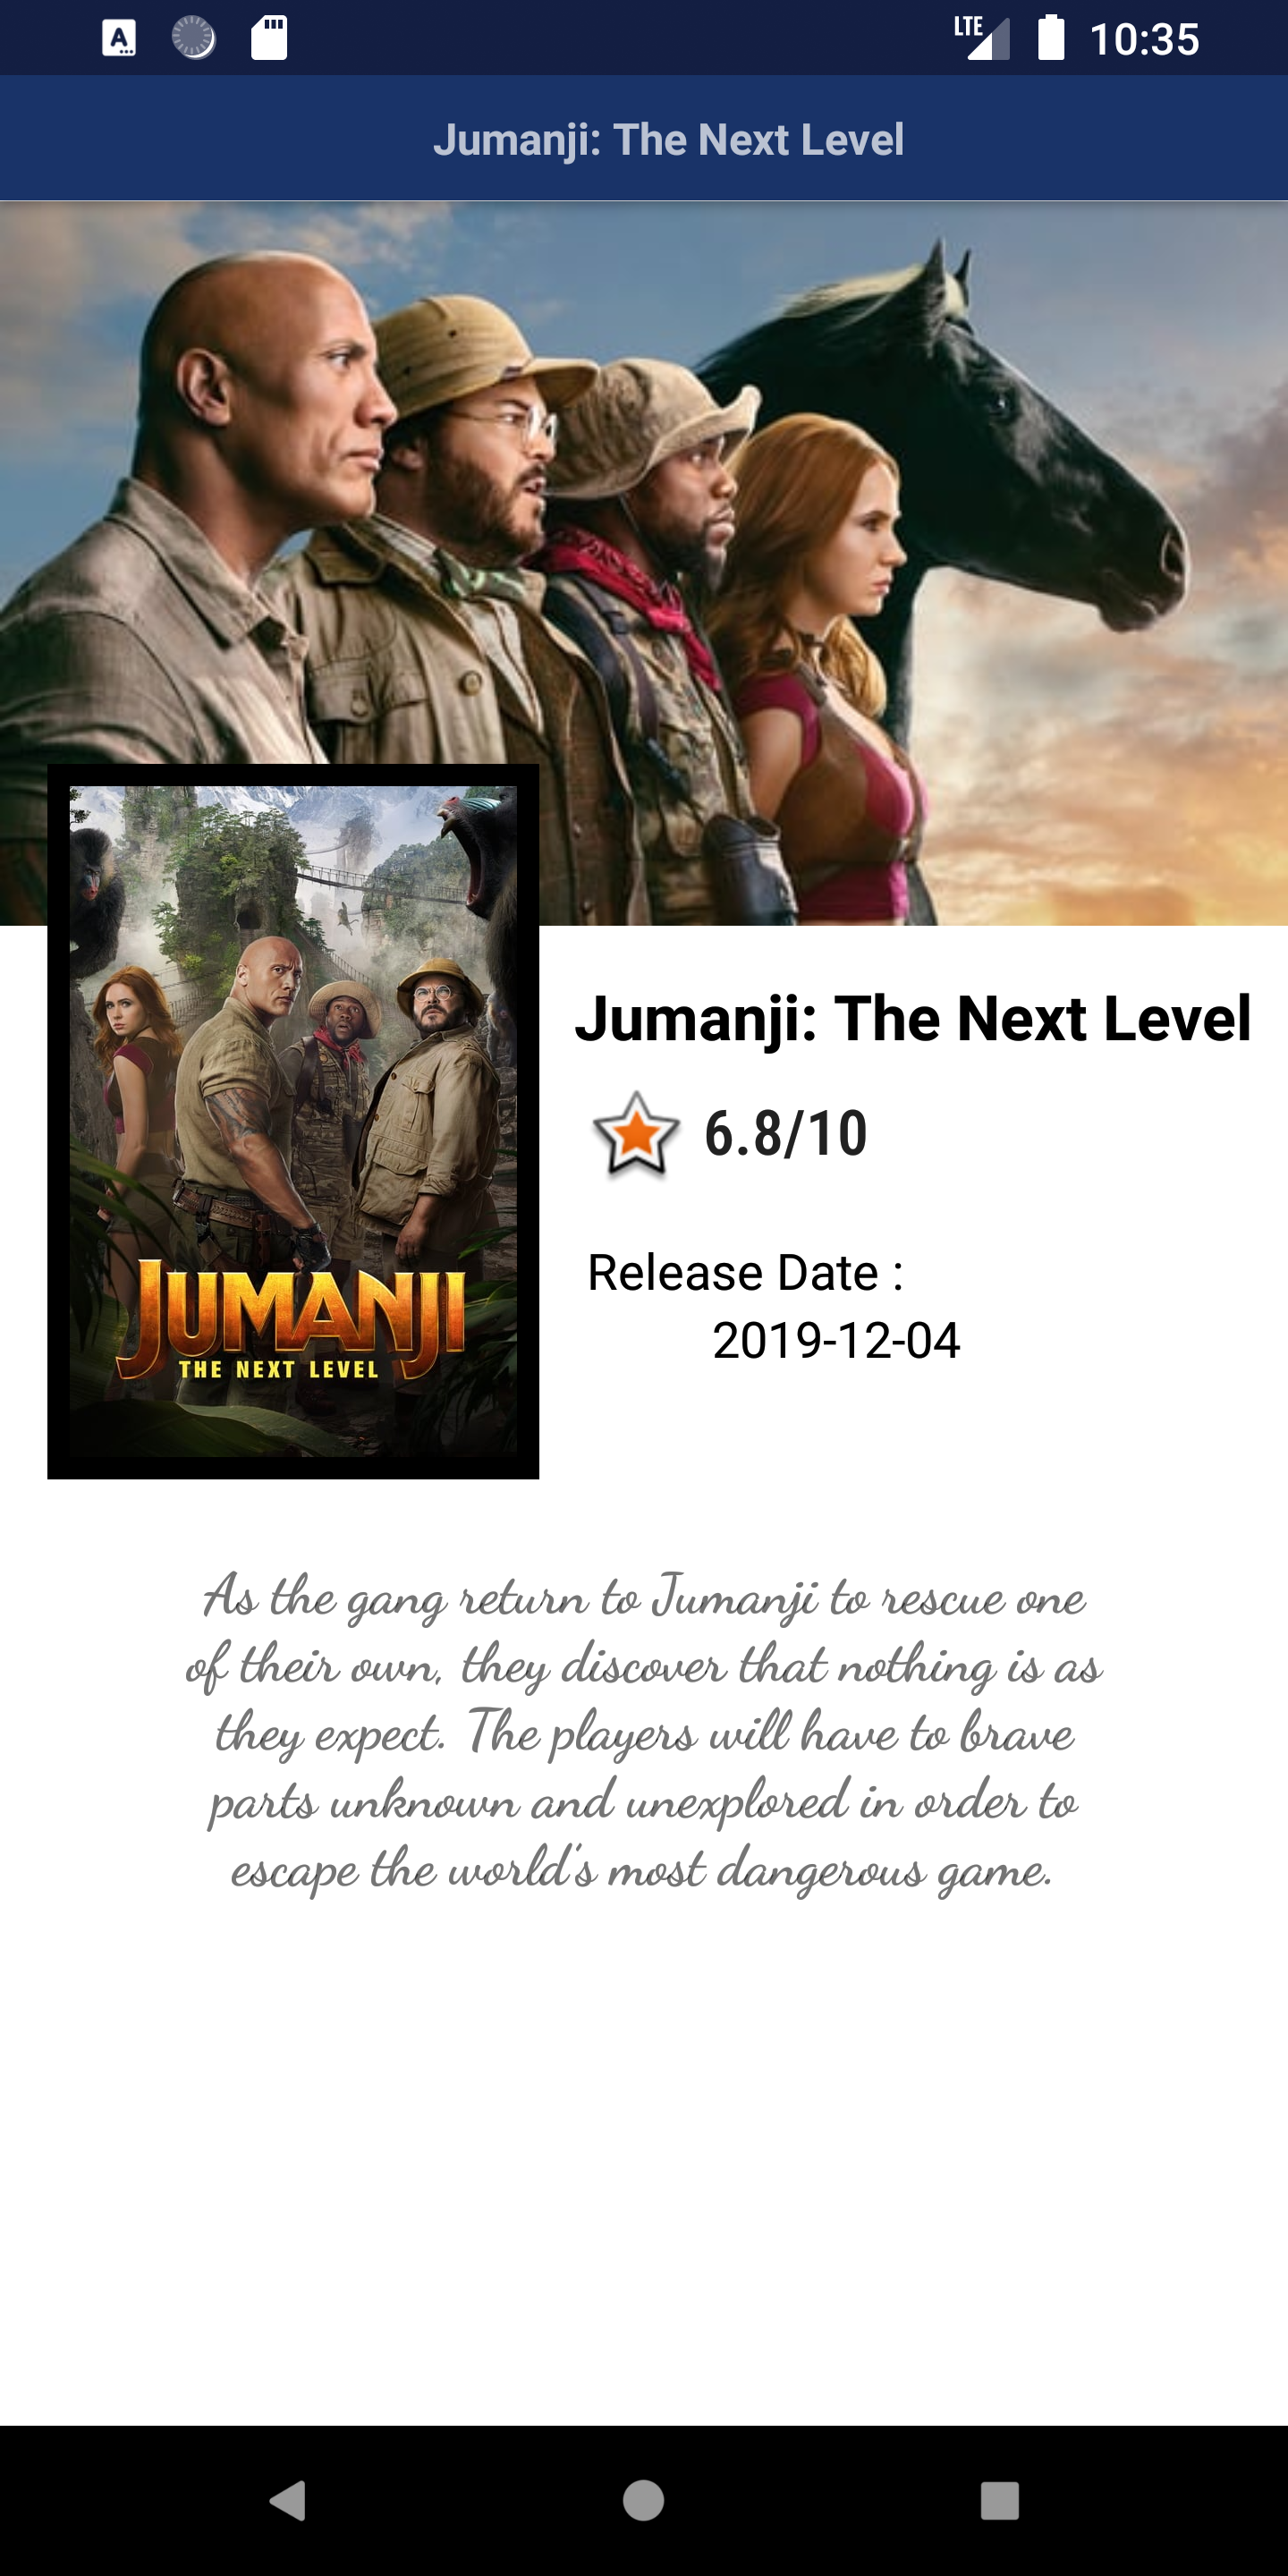 A
LTE
10:35
Jumanji: The Next Level
Jumanji: The Next Level
6.8/10
Release Date :
2019-12-04
JUMANJI
THE NEXT LEVEL
As the gang return to Jumanji to rescue one
of their own, they discover that nothing is as
they expect. The players will have to brave
parts unknown and unexplored in order to
escape the world's most dangerous game.